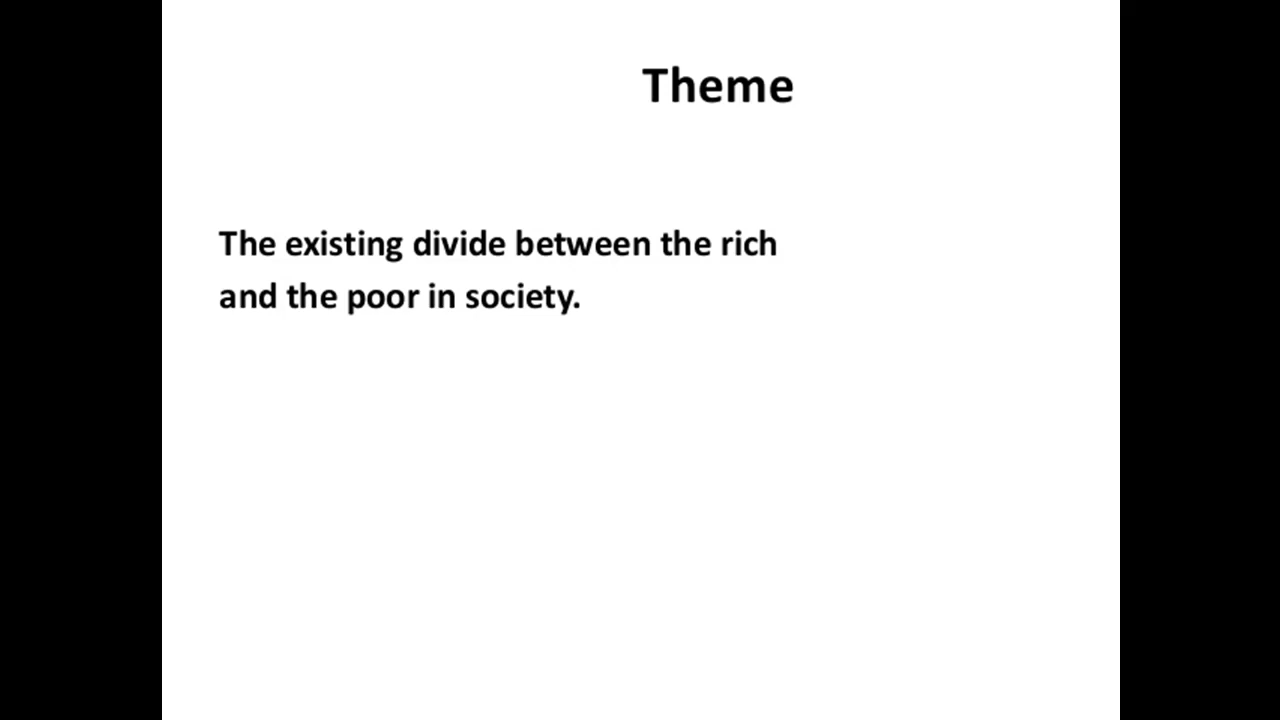 Theme
The existing divide between the rich
and the poor in society.